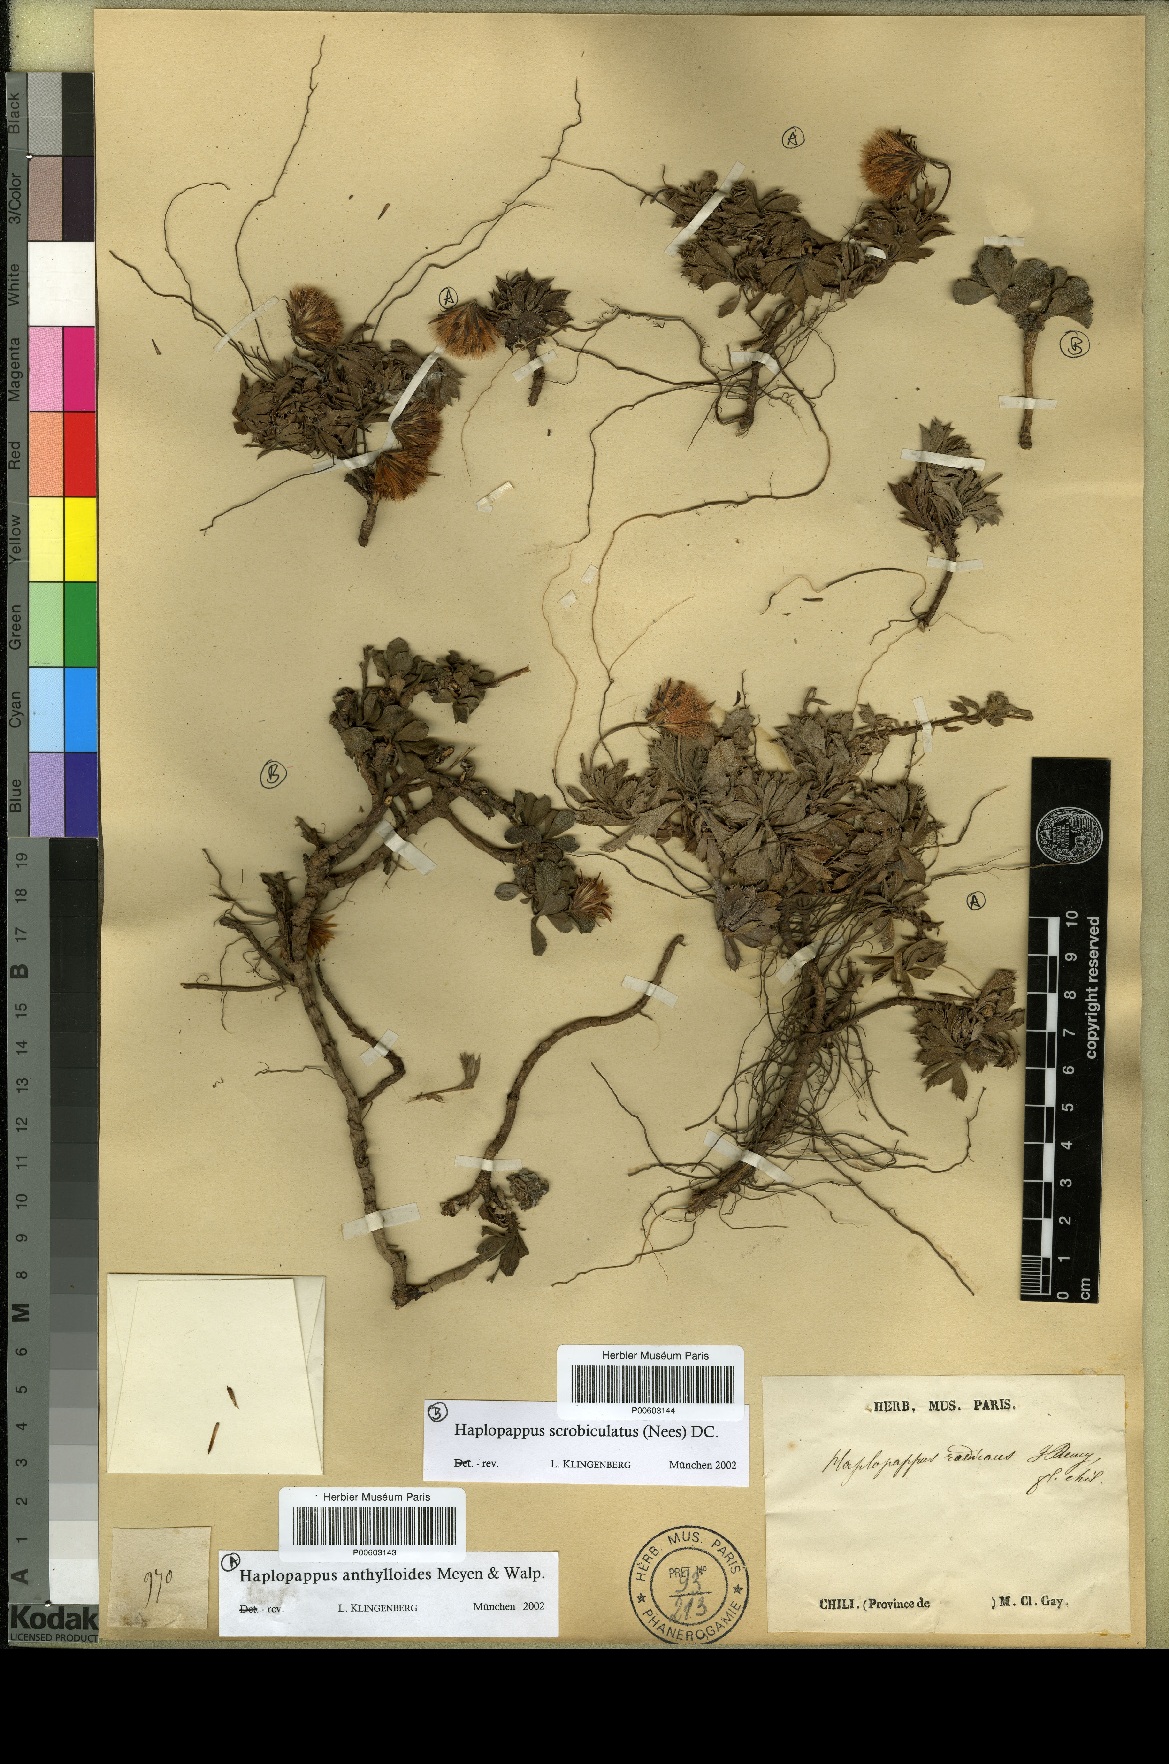 A
A
B
B
A
Black
3/Color
White
Magenta
Red
Yellow
Green
Cyan
Blue
19
18
17
B
15
14
13
12
11
10
9
8
M
6
5
4
3
2
1
A
Kodak
LICENSED PRODUCT
10
9
8
7
6
5
4
3
2
1
0
cm
copyright reserved
Herbier Muséum Paris
P00603144
B
Haplopappus scrobiculatus (Nees) DC.
Det. - rev. L. KLINGENBERG München 2002
Herbier Muséum Paris
P00603143
A
Haplopappus anthylloides Meyen & Walp.
Det. - rev. L. KLINGENBERG München 2002
970
HERB. MUS. PARIS
PRET. No
93
213
PHANEROGAMIE
HERB. MUS. PARIS.
Haplopappus radicans J Remy,
fl. chil.
CHILI. (Province de ) M. Cl. Gay.